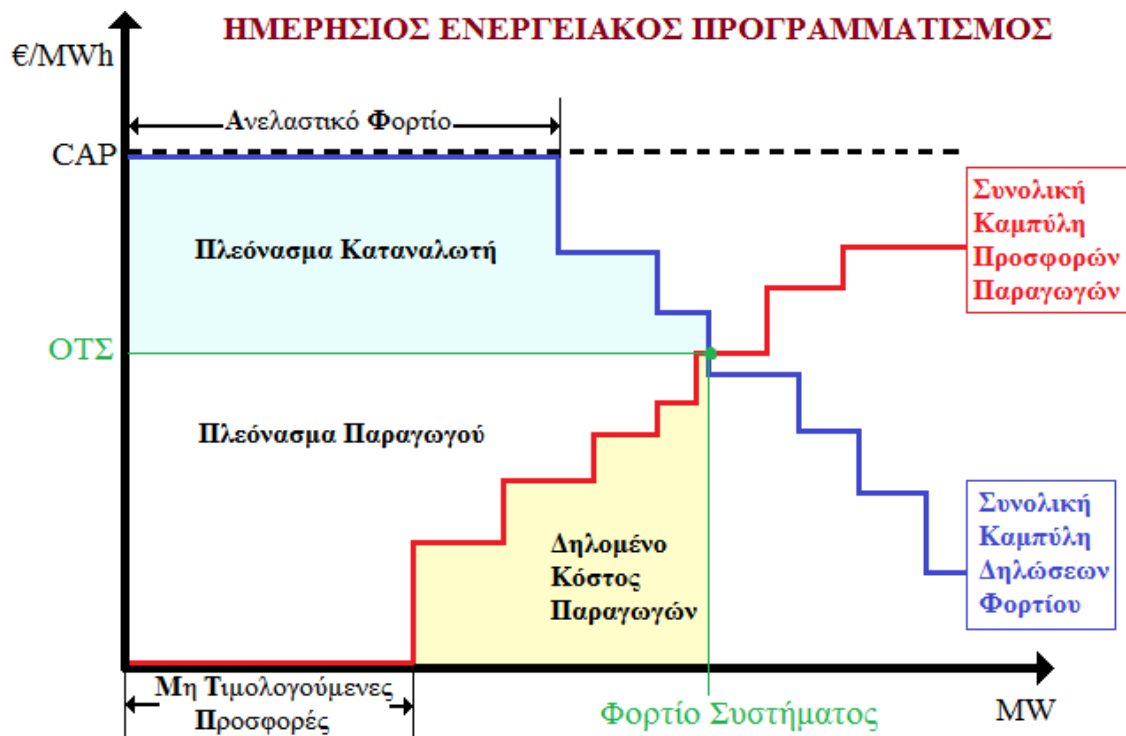 ΗΜΕΡΗΣΙΟΣ ΕΝΕΡΓΕΙΑΚΟΣ ΠΡΟΓΡΑΜΜΑΤΙΣΜΟΣ
€/MWh
Ανελαστικό Φορτίο
CAP
Συνολική
Καμπύλη
Προσφορών
Παραγωγών
Πλεόνασμα Καταναλωτή
ΟΤΣ
Πλεόνασμα Παραγωγού
Δηλομένο
Κόστος
Παραγωγών
Συνολική
Καμπύλη
Δηλώσεων
Φορτίου
Μη Τιμολογούμενες
Προσφορές
Φορτίο Συστήματος
MW